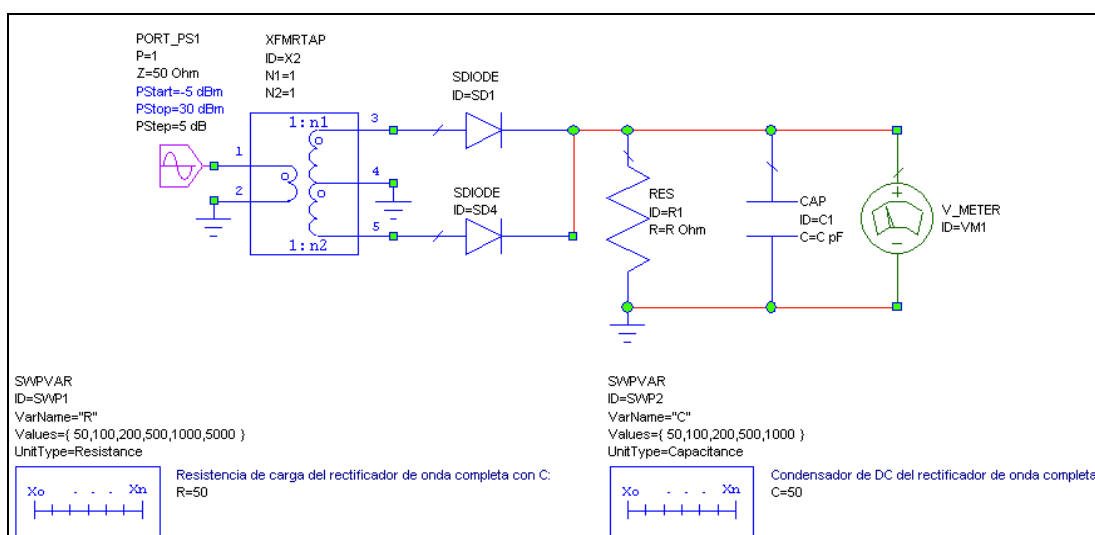 PORT_PS1
P=1
Z=50 Ohm
PStart=-5 dBm
PStop=30 dBm
PStep=5 dB
XFMRTAP
ID=X2
N1=1
N2=1
1
2
1:n1
1:n2
3
4
5
SDIODE
ID=SD1
SDIODE
ID=SD4
RES
ID=R1
R=R Ohm
CAP
ID=C1
C=C pF
V_METER
ID=VM1
SWPVAR
ID=SWP1
VarName="R"
Values={ 50,100,200,500,1000,5000 }
UnitType=Resistance
Xo . . . Xn
Resistencia de carga del rectificador de onda completa con C:
R=50
SWPVAR
ID=SWP2
VarName="C"
Values={ 50,100,200,500,1000 }
UnitType=Capacitance
Xo . . . Xn
Condensador de DC del rectificador de onda completa
C=50